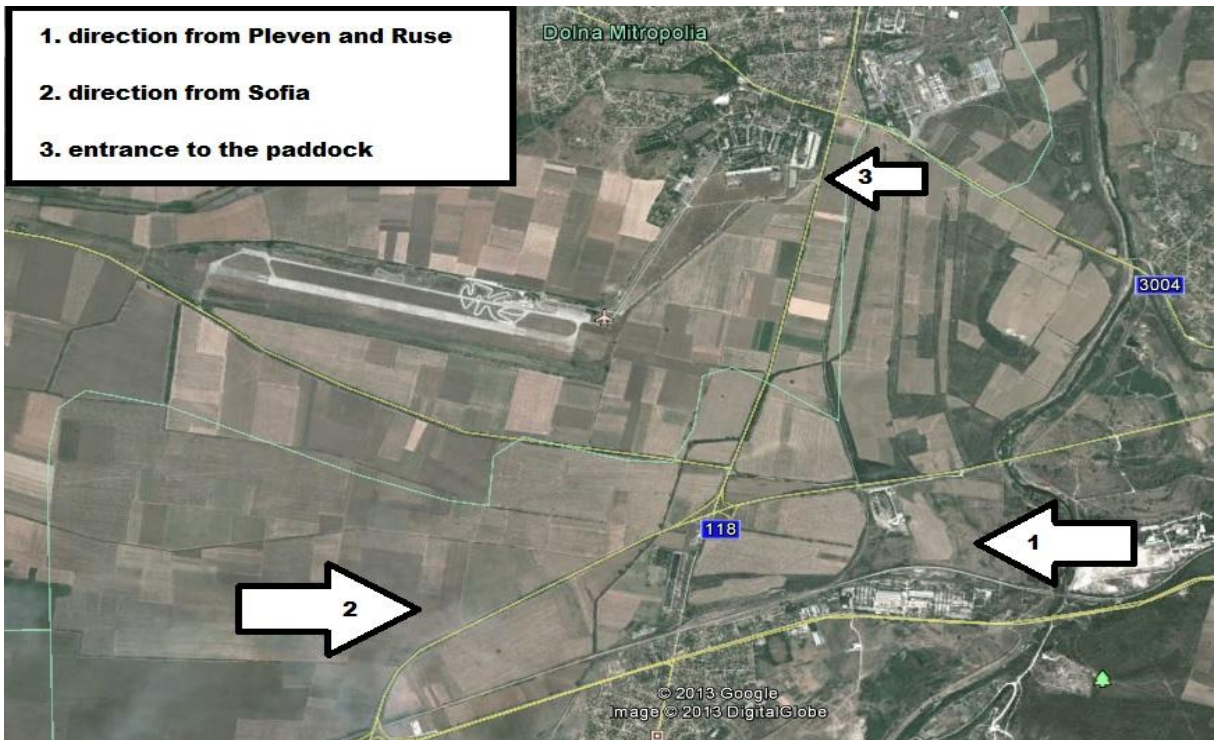 1. direction from Pleven and Ruse
2. direction from Sofia
3. entrance to the paddock
Dolna Mitropolia
3
3004
118
1
2
© 2013 Google
Image © 2013 DigitalGlobe